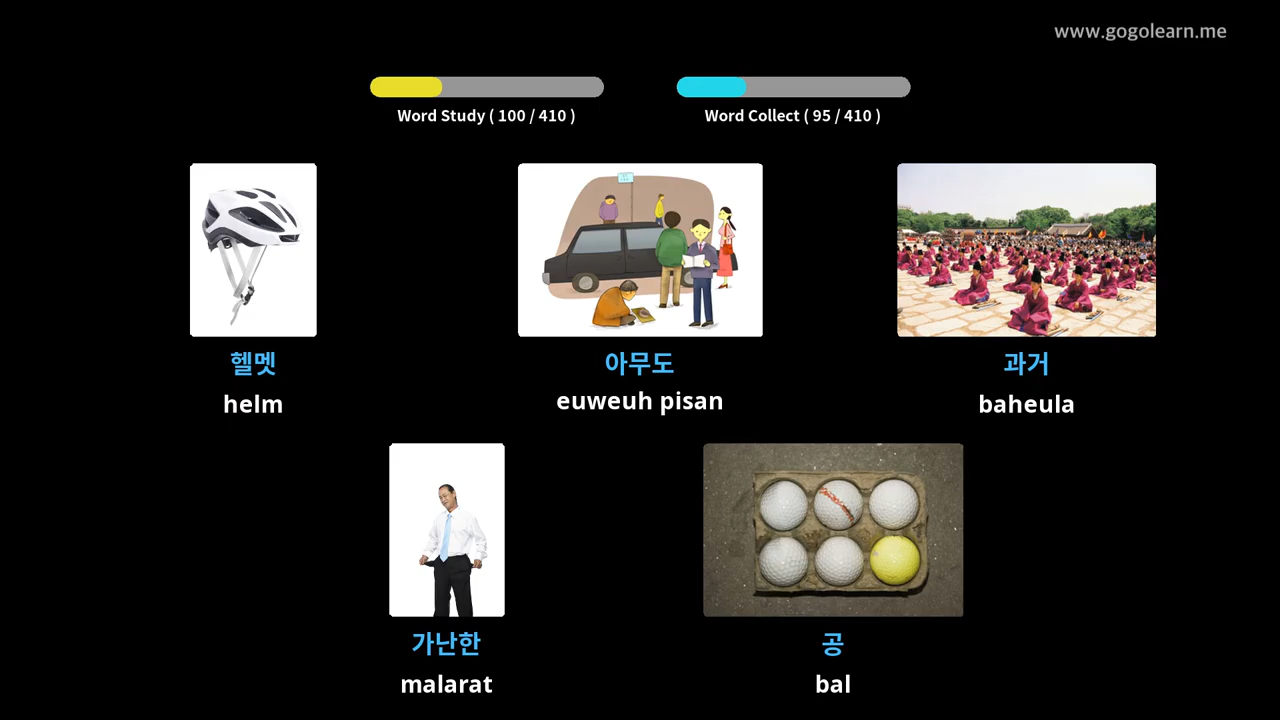 www.gogolearn.me
Word Study ( 100 / 410 )
Word Collect ( 95 / 410 )
헬멧
아무도
과거
helm
euweuh pisan
baheula
가난한
공
malarat
bal